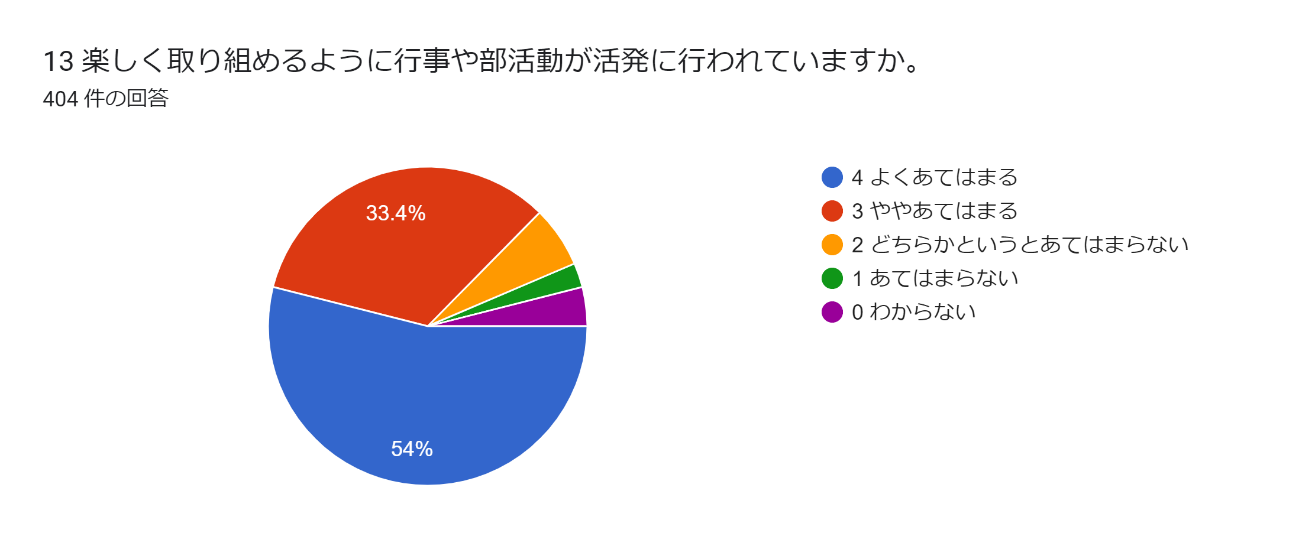 13 楽しく取り組めるように行事や部活動が活発に行われていますか。
404 件の回答
33.4%
54%
4 よくあてはまる
3 ややあてはまる
2 どちらかというとあてはまらない
1 あてはまらない
0 わからない